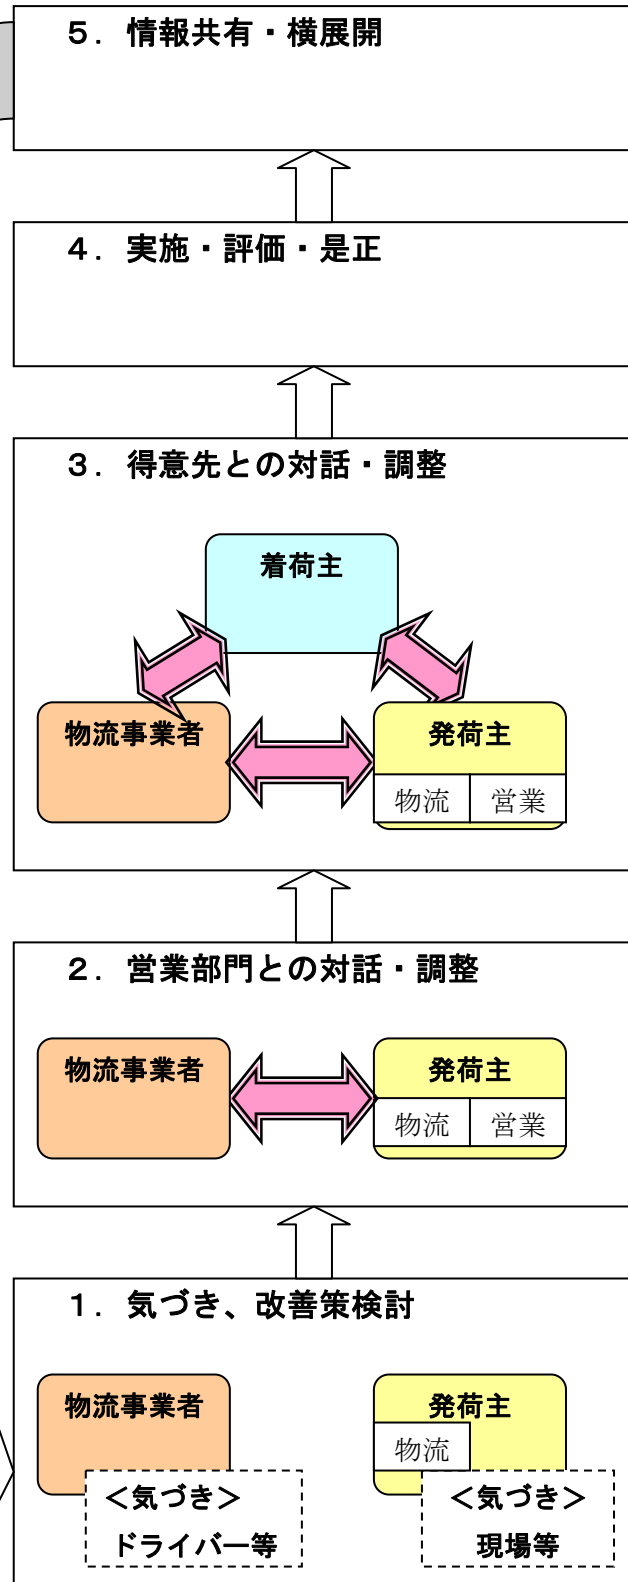 ５．情報共有・横展開
４．実施・評価・是正
３．得意先との対話・調整
着荷主
物流事業者
発荷主
物流 営業
２．営業部門との対話・調整
物流事業者
発荷主
物流 営業
１．気づき、改善策検討
物流事業者
発荷主
物流
＜気づき＞
ドライバー等
＜気づき＞
現場等